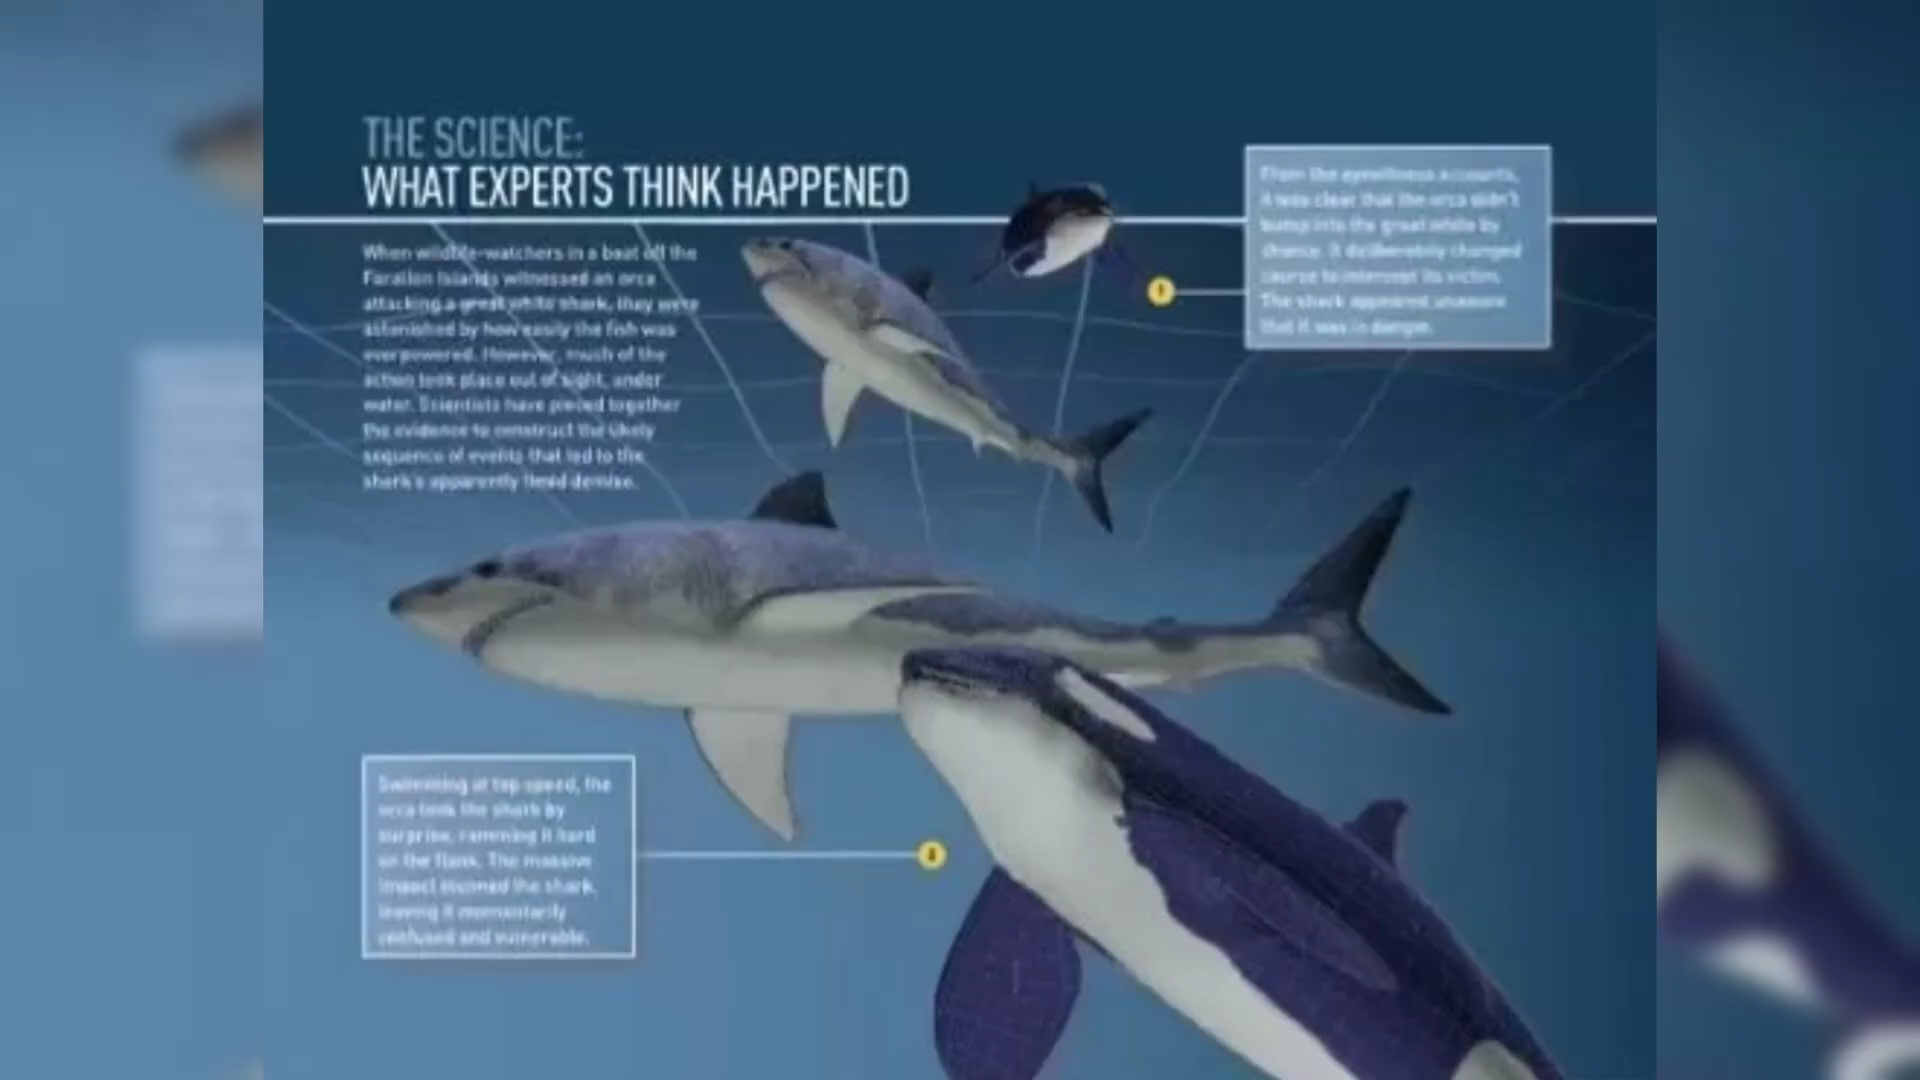 THE SCIENCE:
WHAT EXPERTS THINK HAPPENED
When wildlife-watchers in a boat off the
Farallon Islands witnessed an orca
attacking a great white shark, they were
astonished by how easily the fish was
overpowered. However, much of the
action took place out of sight, under
water. Scientists have pieced together
the evidence to construct the likely
sequence of events that led to the
shark's apparently demise.
From the eyewitness accounts,
it was clear that the orca didn't
bump into the great white by
chance. It deliberately changed
course to intercept its victim.
The shark appeared unaware
that it was in danger.
1
Swimming at top speed, the
orca took the shark by
surprise, ramming it hard
on the flank. The massive
impact stunned the shark,
leaving it momentarily
confused and vulnerable.
2